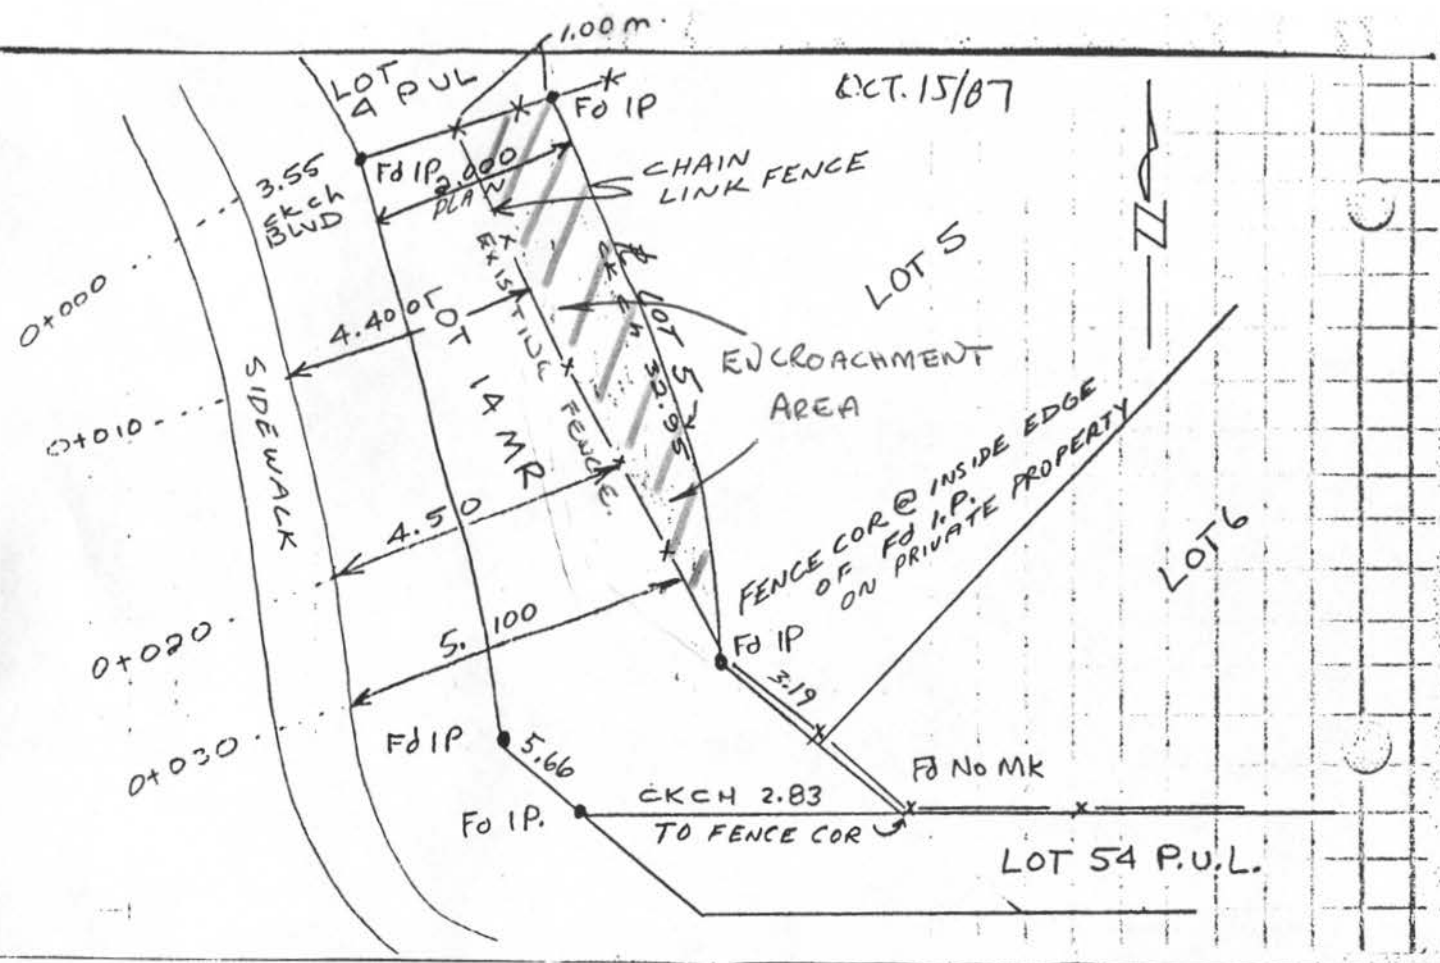 1.00 m.
LOT
4 PUL
OCT. 15/87
Fd IP
3.55
ckch
BLVD
Fd IP.
2.000
PLAN
CHAIN
LINK FENCE
N
0+000
EXISTING FENCE.
LOT 5
4.400
LOT 14 MR
ck ch 32.95
ENCROACHMENT
AREA
SIDEWALK
0+010
FENCE COR @ INSIDE EDGE
OF Fd I.P.
ON PRIVATE PROPERTY
LOT 6
4.50
5.100
0+020
Fd IP
3.19
0+030
Fd IP
5.66
Fd No MK
CKCH 2.83
Fd IP.
TO FENCE COR
LOT 54 P.U.L.